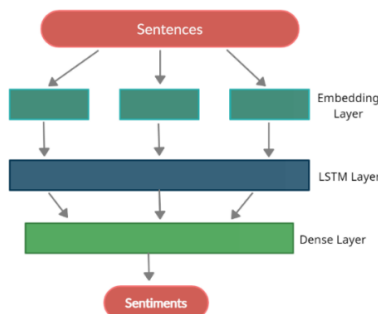 Sentences
Embedding
Layer
LSTM Layer
Dense Layer
Sentiments